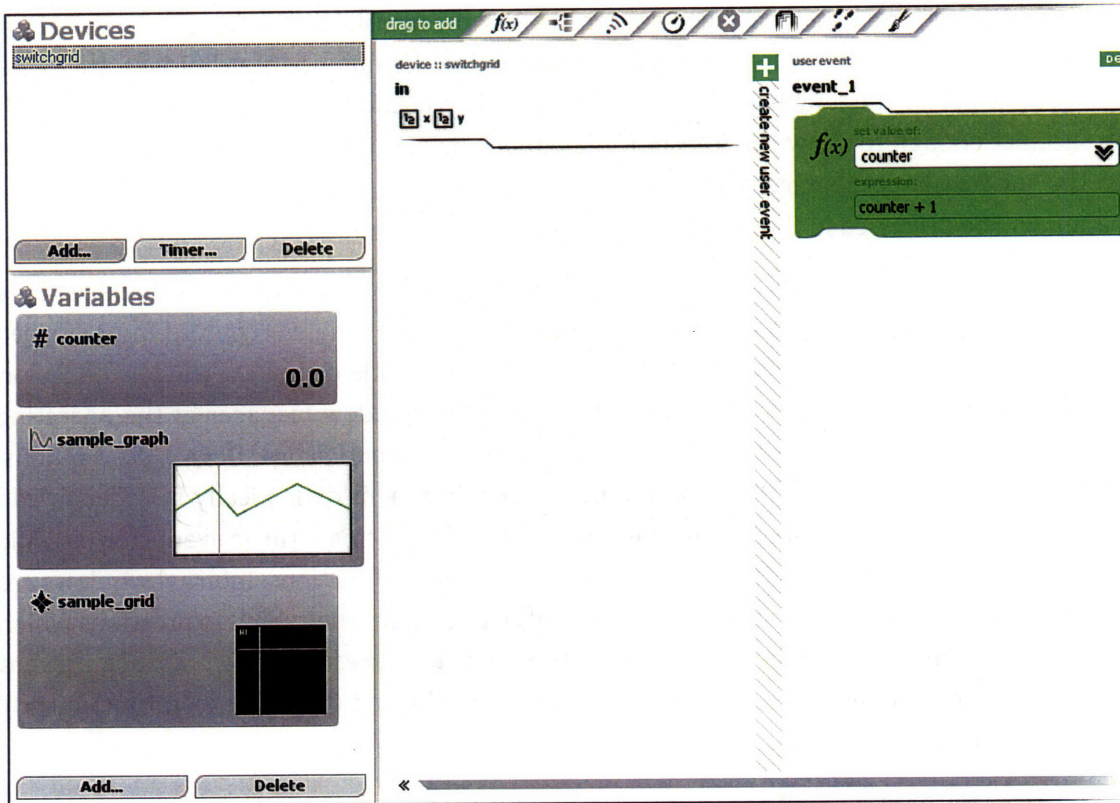 Devices
switchgrid
Add...
Timer...
Delete
Variables
# counter
0.0
sample_graph
sample_grid
Add...
Delete
drag to add
f(x)
device :: switchgrid
in
x
y
create new user event
user event
event_1
f(x)
set value of:
counter
expression:
counter + 1
«